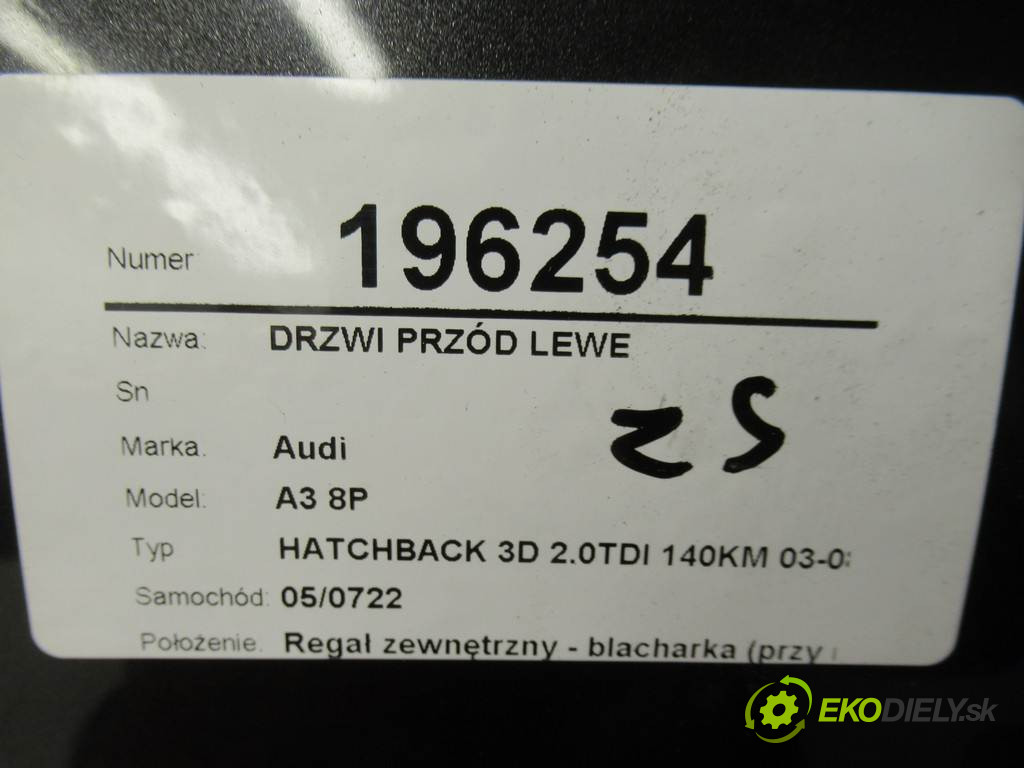 Numer 196254
Nazwa: DRZWI PRZÓD LEWE
Sn
Marka. Audi
Model: A3 8P
Typ HATCHBACK 3D 2.0TDI 140KM 03-0
Samochód: 05/0722
Położenie. Regał zewnętrzny - blacharka (przy
EKODIELY.sk